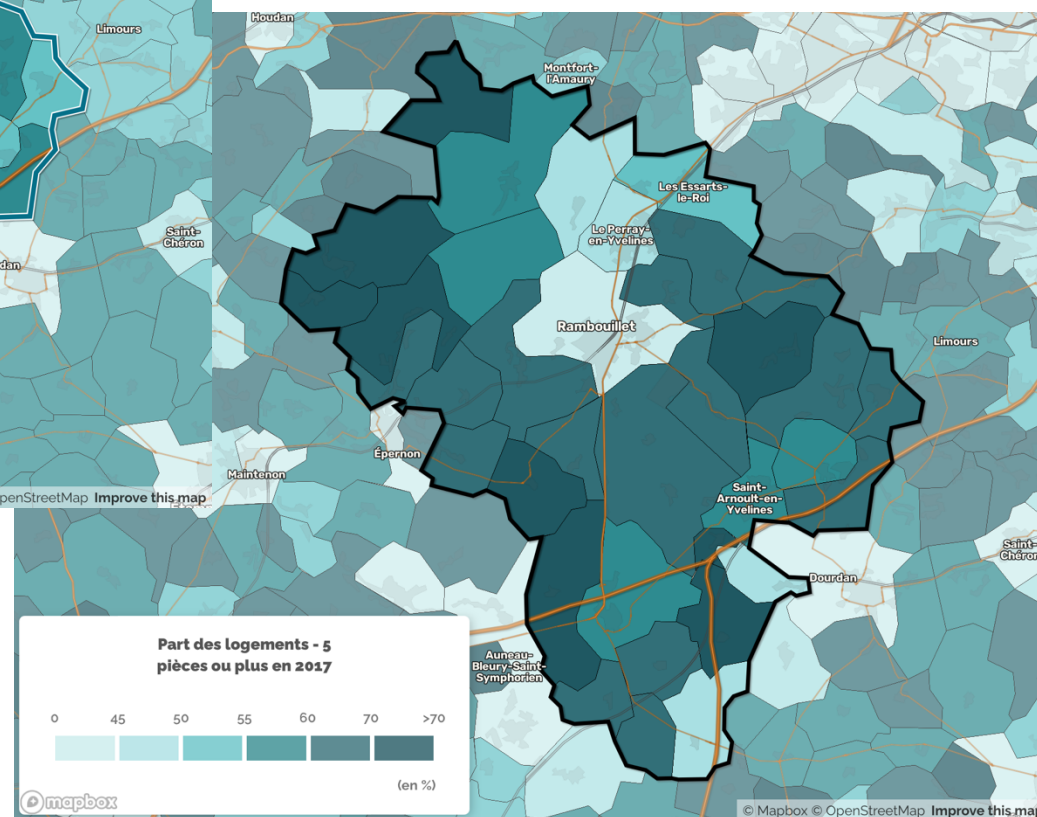 Limours
Houdan
Montfort-
l'Amaury
Les Essarts-
le-Roi
Saint-
Chéron
Le Perray-
en-Yvelines
dan
Rambouillet
Limours
Épernon
Maintenon
Saint-
Arnoult-en-
Yvelines
penStreetMap Improve this map
Saint-
Chéron
Dourdan
Auneau-
Bleury-Saint-
Symphorien
Part des logements - 5
pièces ou plus en 2017
0 45 50 55 60 70 >70
(en %)
mapbox
© Mapbox © OpenStreetMap Improve this map